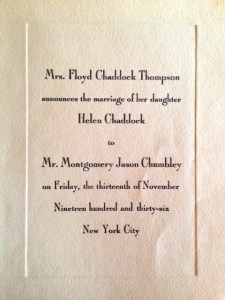 Mrs. Floyd Chaddock Thompson
announces the marriage of her daughter
Helen Chaddock
to
Mr. Montgomery Jason Chumbley
on Friday, the thirteenth of November
Nineteen hundred and thirty-six
New York City